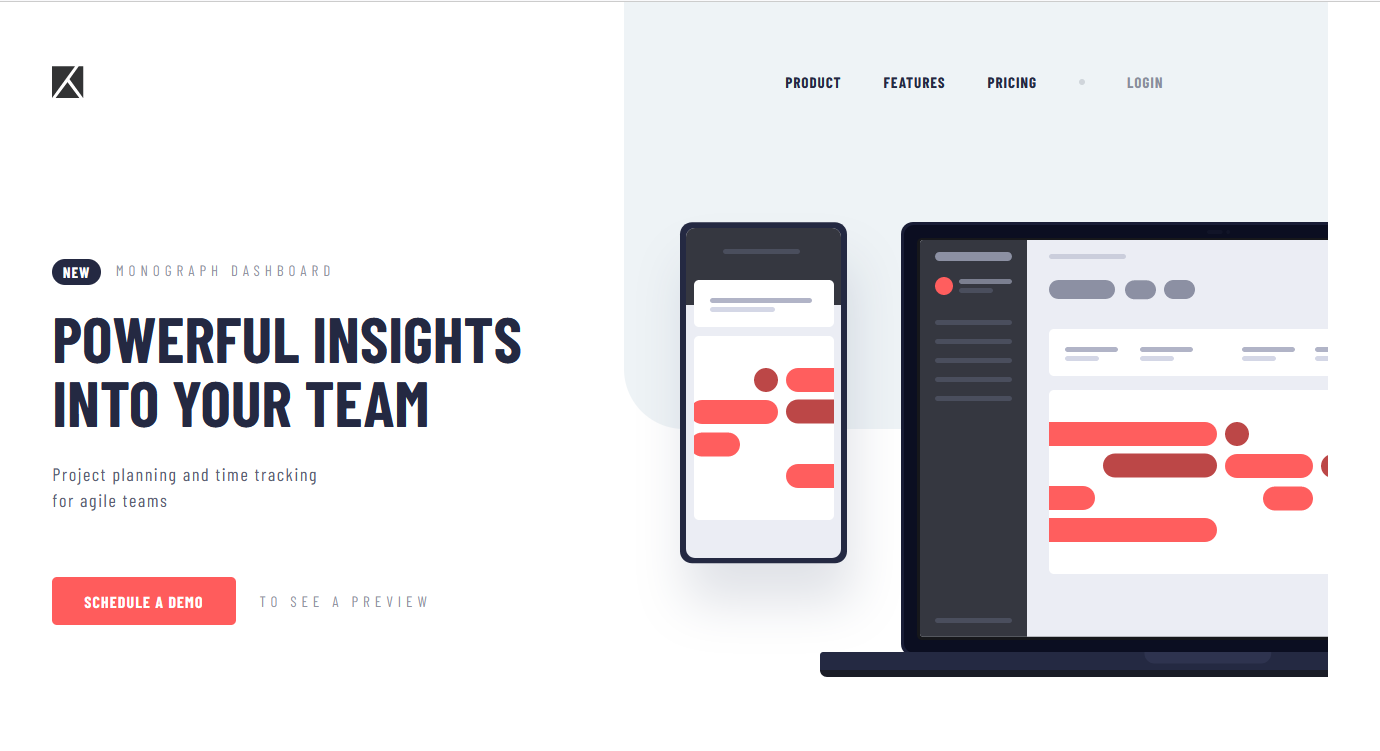 PRODUCT FEATURES PRICING LOGIN
NEW MONOGRAPH DASHBOARD
POWERFUL INSIGHTS
INTO YOUR TEAM
Project planning and time tracking
for agile teams
SCHEDULE A DEMO TO SEE A PREVIEW